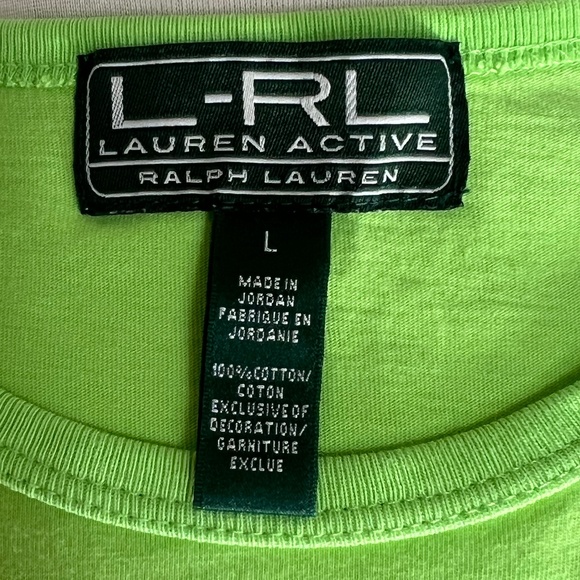 L-RL
LAUREN ACTIVE
RALPH LAUREN
L
MADE IN
JORDAN
FABRIQUE EN
JORDANIE
100% COTTON/
COTON
EXCLUSIVE OF
DECORATION/
GARNITURE
EXCLUE